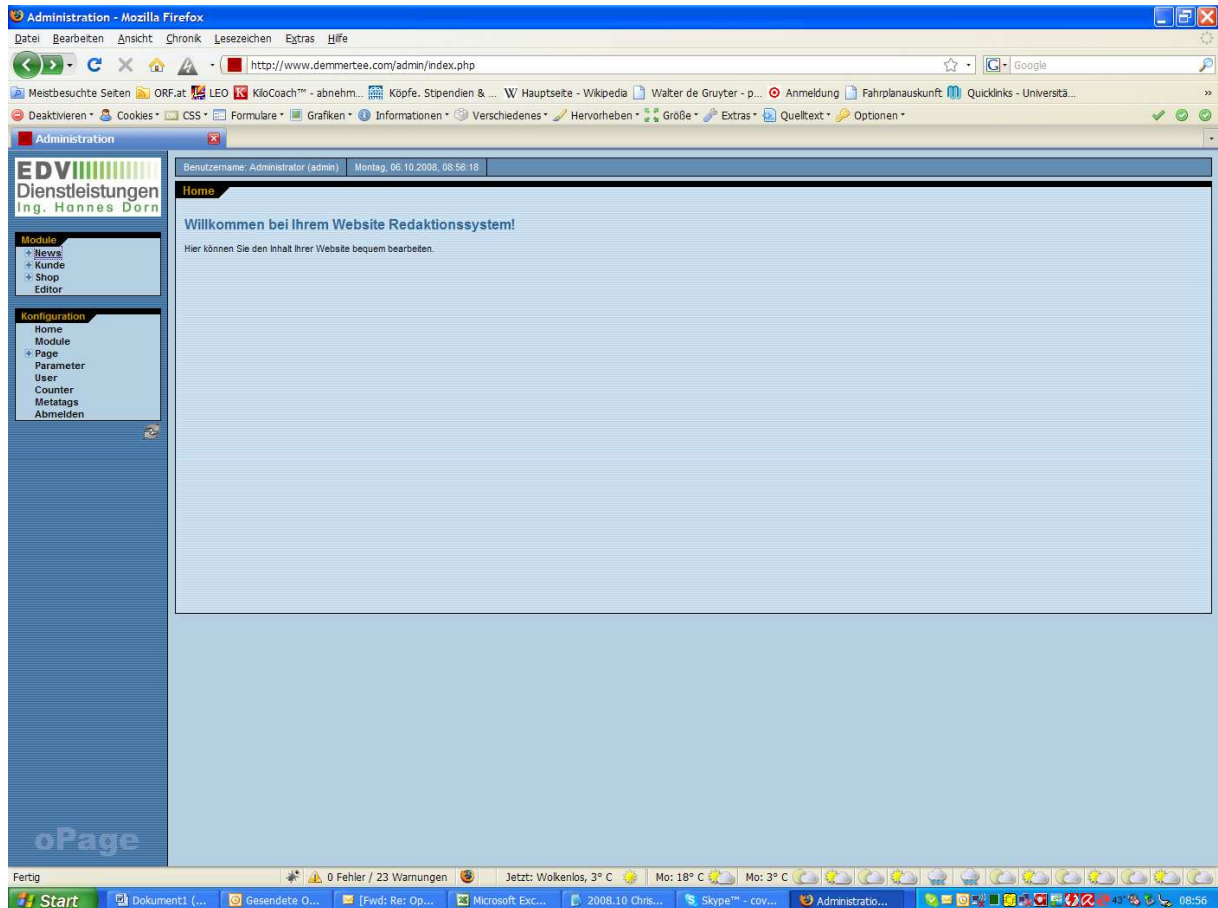 Administration - Mozilla Firefox
Datei Bearbeiten Ansicht Chronik Lesezeichen Extras Hilfe
http://www.demmertee.com/admin/index.php
Google
Meistbesuchte Seiten ORF.at LEO KiloCoach™ - abnehm... Köpfe. Stipendien & ... Hauptseite - Wikipedia Walter de Gruyter - p... Anmeldung Fahrplanauskunft Quicklinks - Universitä...
Deaktivieren Cookies CSS Formulare Grafiken Informationen Verschiedenes Hervorheben Größe Extras Quelltext Optionen
Administration
EDV
Dienstleistungen
Ing. Hannes Dorn
Benutzername: Administrator (admin) Montag, 06.10.2008, 08:56:18
Home
Willkommen bei Ihrem Website Redaktionssystem!
Hier können Sie den Inhalt Ihrer Website bequem bearbeiten.
Module
News
Kunde
Shop
Editor
Konfiguration
Home
Module
Page
Parameter
User
Counter
Metatags
Abmelden
oPage
Fertig 0 Fehler / 23 Warnungen Jetzt: Wolkenlos, 3° C Mo: 18° C Mo: 3° C
Start Dokument1 (... Gesendete O... [Fwd: Re: Op... Microsoft Exc... 2008.10 Chris... Skype™ - cov... Administratio... 43° 08:56